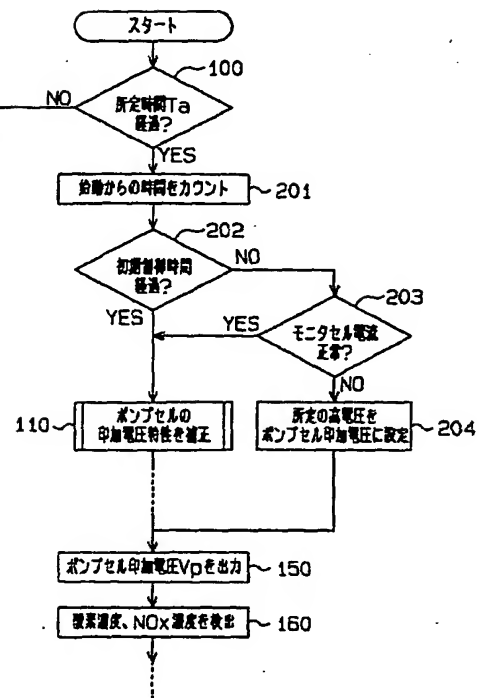 スタート
100
NO
所定時間Ta
経過?
YES
始動からの時間をカウント
201
202
初期制御時間
経過?
NO
YES
203
モニタセル電流
正常?
YES
NO
110
ポンプセルの
印加電圧特性を補正
所定の高電圧を
ポンプセル印加電圧に設定
204
ポンプセル印加電圧Vpを出力
150
酸素濃度、NOx濃度を検出
160